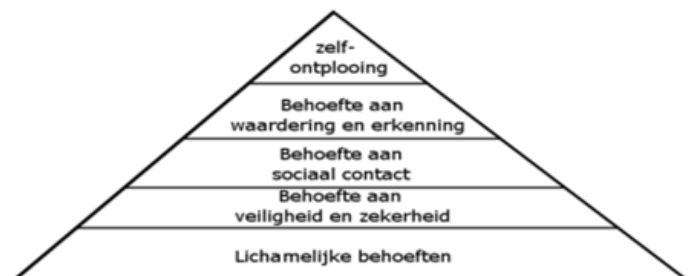 zelf-
ontplooing
Behoefte aan
waardering en erkenning
Behoefte aan
sociaal contact
Behoefte aan
veiligheid en zekerheid
Lichamelijke behoeften